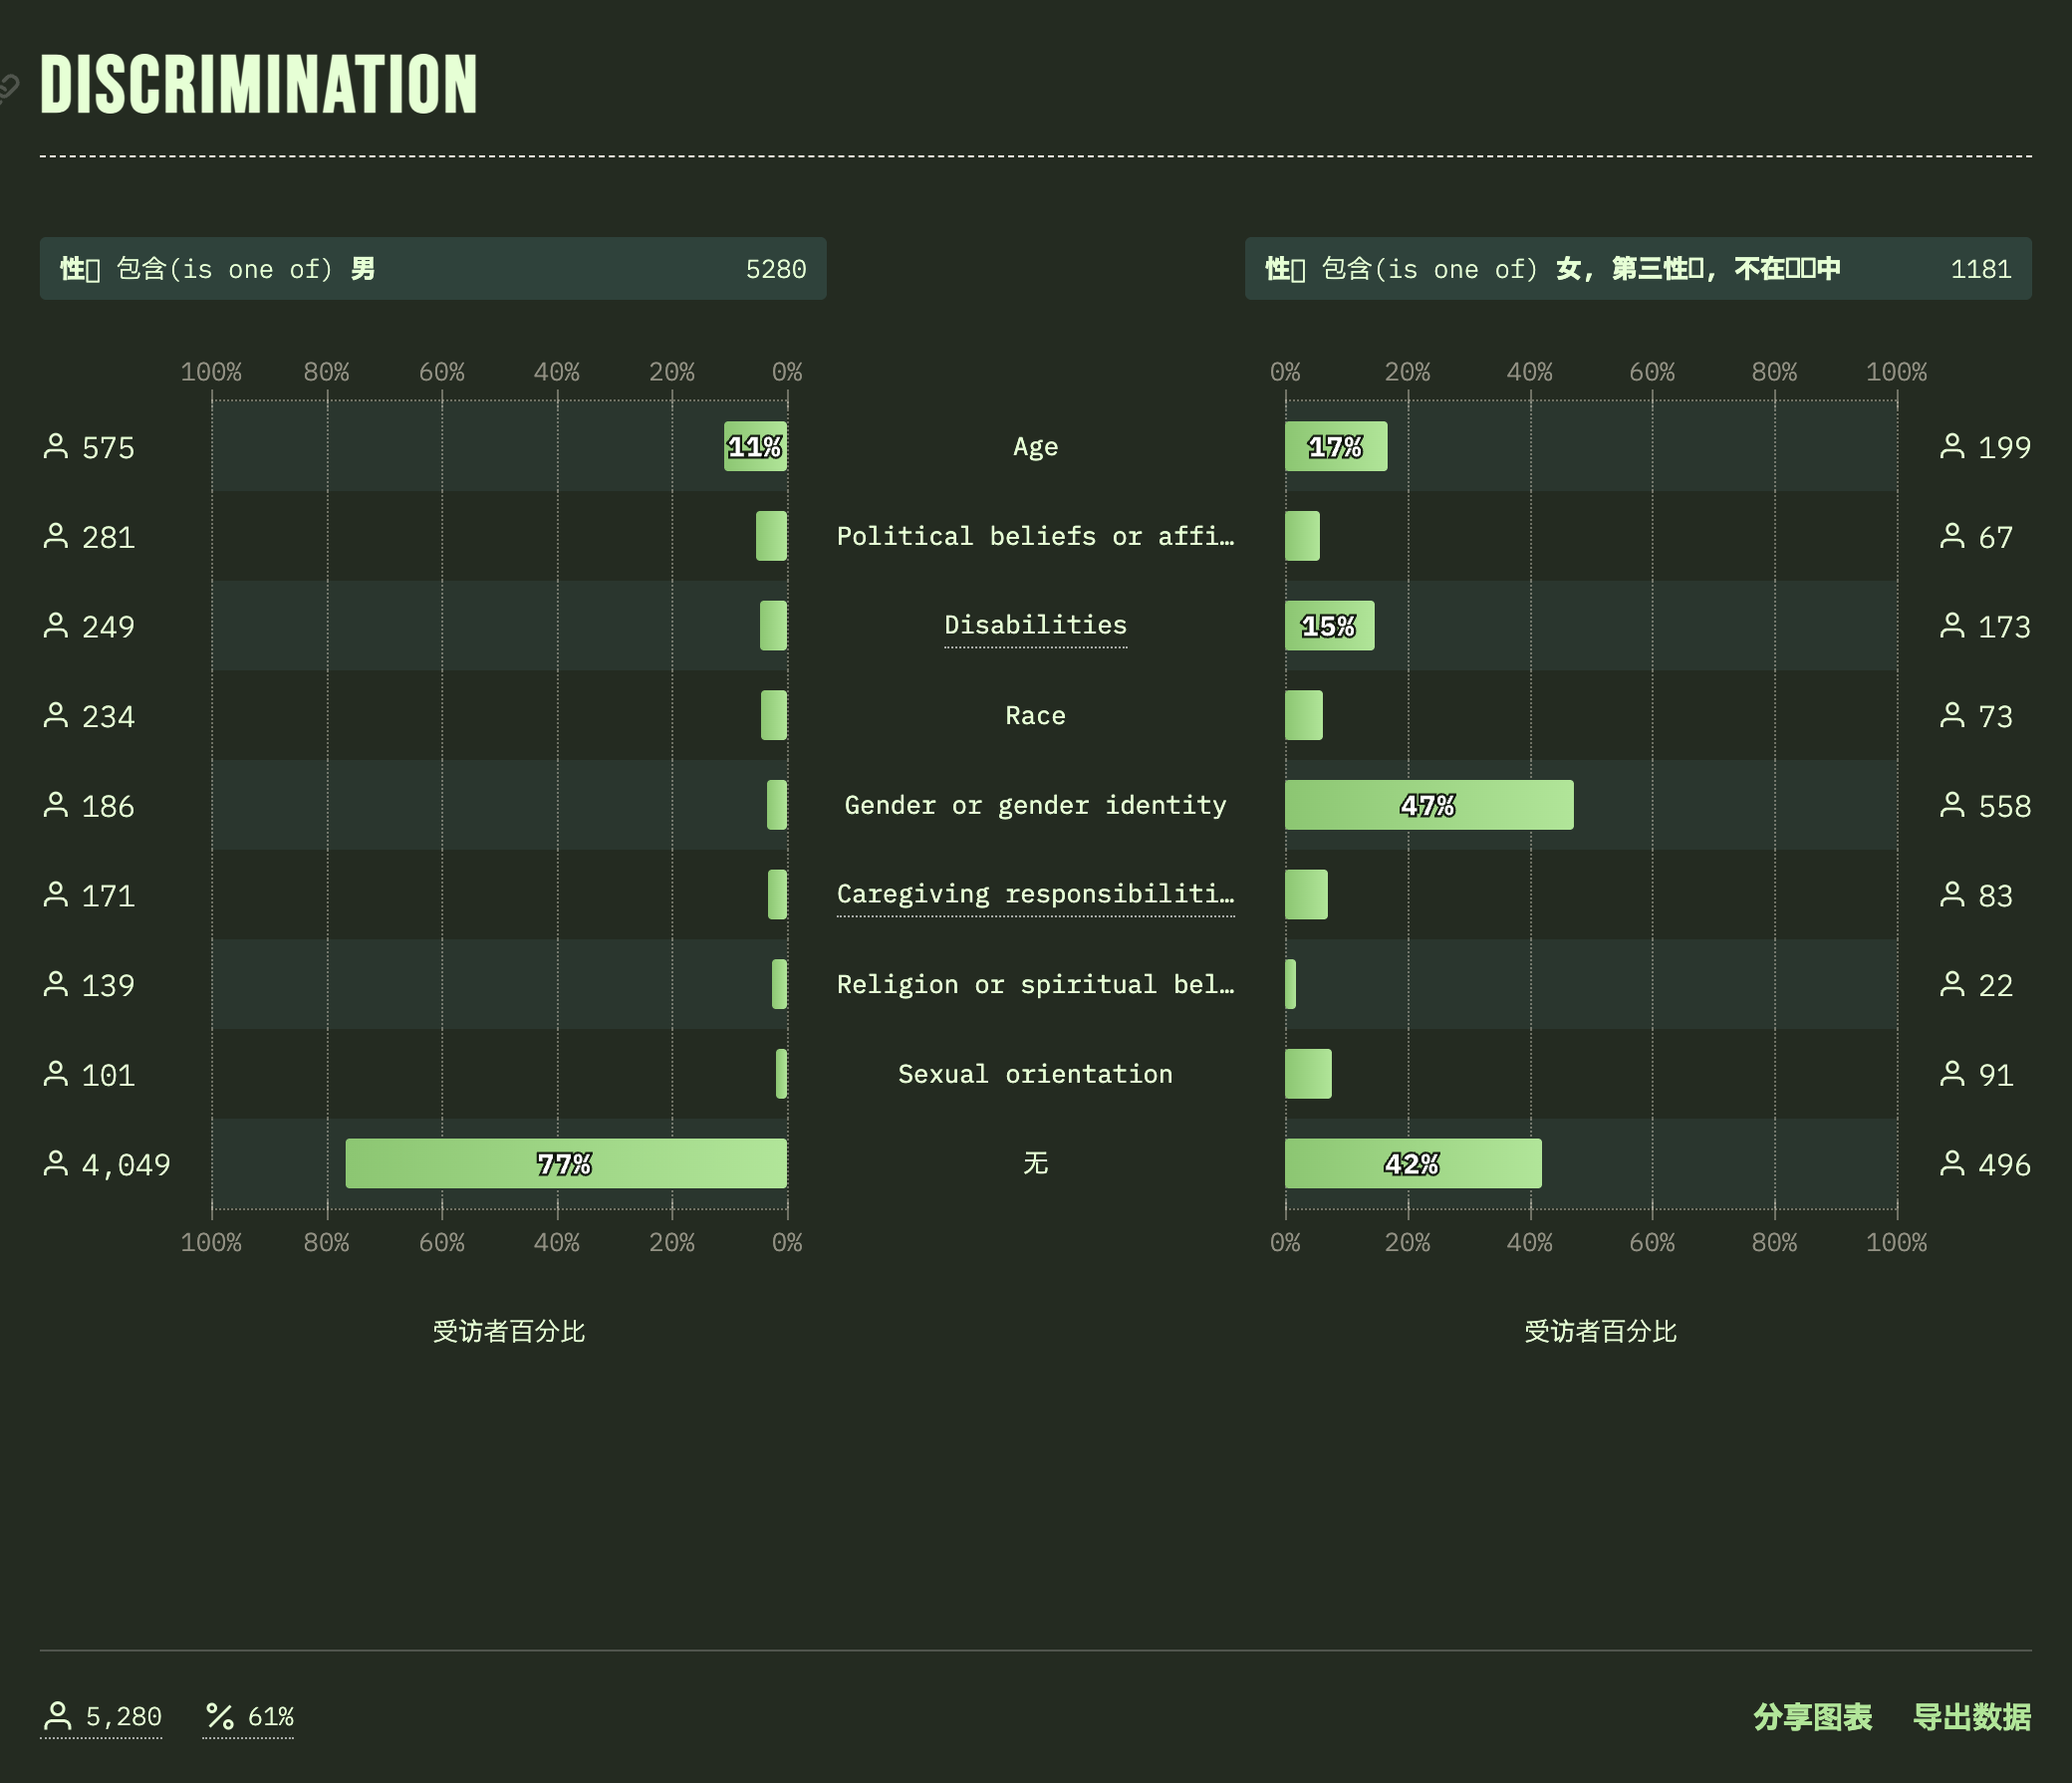 DISCRIMINATION
性 包含(is one of) 男 5280
性 包含(is one of) 女, 第三性, 不在中 1181
100% 80% 60% 40% 20% 0%
0% 20% 40% 60% 80% 100%
575 11% Age 17% 199
281 Political beliefs or affi… 67
249 Disabilities 15% 173
234 Race 73
186 Gender or gender identity 47% 558
171 Caregiving responsibiliti… 83
139 Religion or spiritual bel… 22
101 Sexual orientation 91
4,049 77% 无 42% 496
100% 80% 60% 40% 20% 0%
0% 20% 40% 60% 80% 100%
受访者百分比
受访者百分比
5,280 61%
分享图表 导出数据